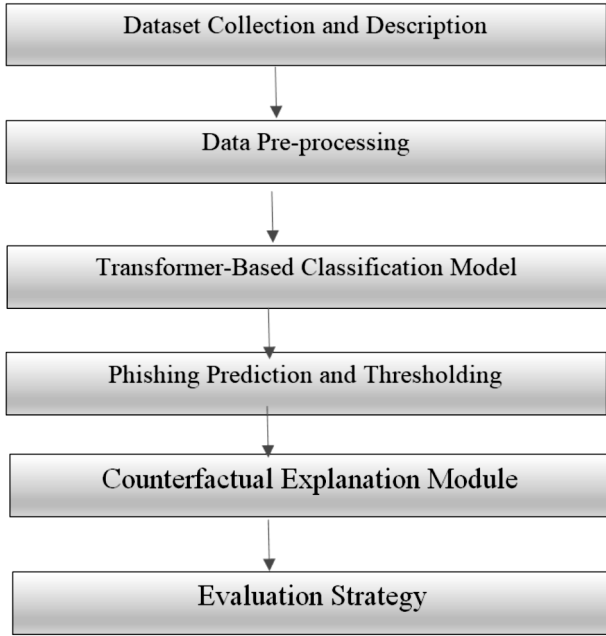 Dataset Collection and Description
Data Pre-processing
Transformer-Based Classification Model
Phishing Prediction and Thresholding
Counterfactual Explanation Module
Evaluation Strategy